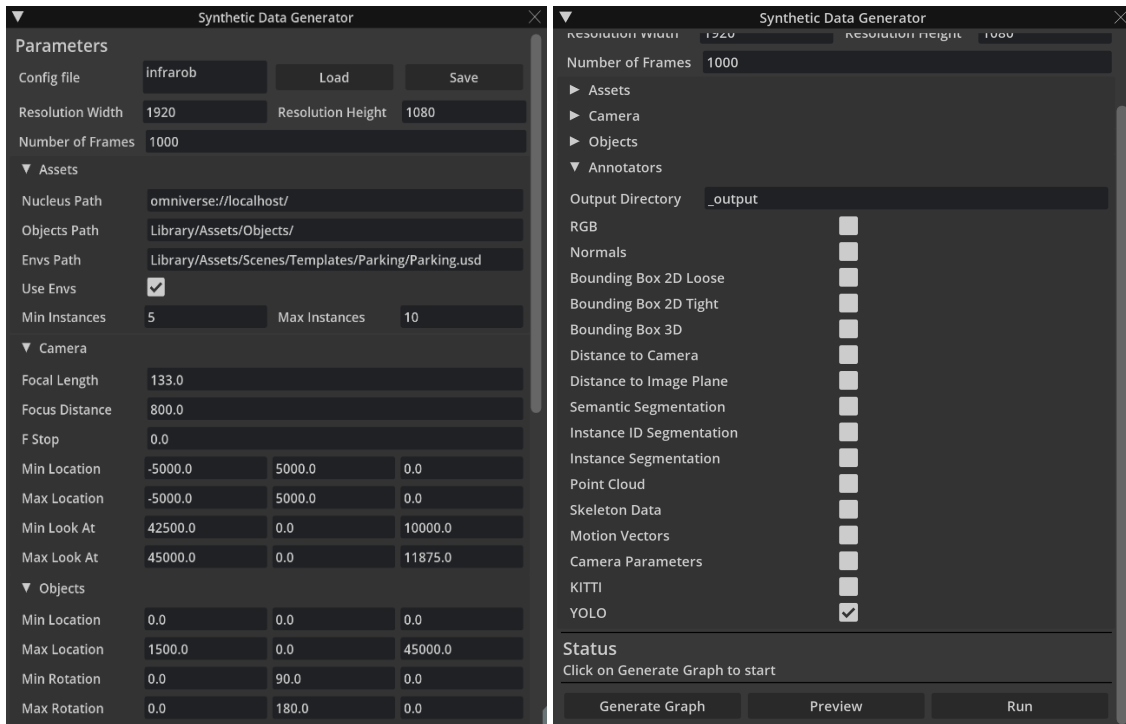 Synthetic Data Generator
Parameters
Config file infrarob Load Save
Resolution Width 1920 Resolution Height 1080
Number of Frames 1000
Assets
Nucleus Path omniverse://localhost/
Objects Path Library/Assets/Objects/
Envs Path Library/Assets/Scenes/Templates/Parking/Parking.usd
Use Envs
Min Instances 5 Max Instances 10
Camera
Focal Length 133.0
Focus Distance 800.0
F Stop 0.0
Min Location -5000.0 5000.0 0.0
Max Location -5000.0 5000.0 0.0
Min Look At 42500.0 0.0 10000.0
Max Look At 45000.0 0.0 11875.0
Objects
Min Location 0.0 0.0 0.0
Max Location 1500.0 0.0 45000.0
Min Rotation 0.0 90.0 0.0
Max Rotation 0.0 180.0 0.0
Synthetic Data Generator
Resolution Width 1920 Resolution Height 1080
Number of Frames 1000
Assets
Camera
Objects
Annotators
Output Directory _output
RGB
Normals
Bounding Box 2D Loose
Bounding Box 2D Tight
Bounding Box 3D
Distance to Camera
Distance to Image Plane
Semantic Segmentation
Instance ID Segmentation
Instance Segmentation
Point Cloud
Skeleton Data
Motion Vectors
Camera Parameters
KITTI
YOLO
Status
Click on Generate Graph to start
Generate Graph Preview Run